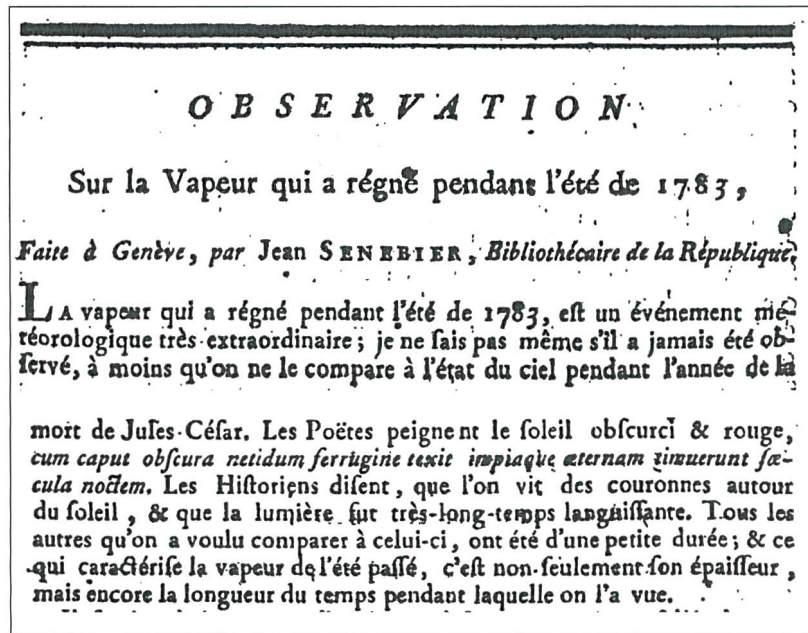 OBSERVATION
Sur la Vapeur qui a régné pendant l'été de 1783,
Faite à Genève, par Jean SENEBIER, Bibliothécaire de la République.
LA vapeur qui a régné pendant l'été de 1783, eſt un événement mé-
téorologique très-extraordinaire ; je ne ſais pas même s'il a jamais été ob-
ſervé, à moins qu'on ne le compare à l'état du ciel pendant l'année de la
mort de Juſes-Céſar. Les Poëtes peignent le ſoleil obſcurci & rouge,
cum caput obſcura netidum ferrugine texit impiaque æternam timuerunt ſæ-
cula noctem. Les Hiſtoriens diſent, que l'on vit des couronnes autour
du ſoleil, & que la lumière fut très-long-temps languiſſante. Tous les
autres qu'on a voulu comparer à celui-ci, ont été d'une petite durée ; & ce
qui caractériſe la vapeur de l'été paſſé, c'eſt non-ſeulement ſon épaiſſeur,
mais encore la longueur du temps pendant laquelle on l'a vue.